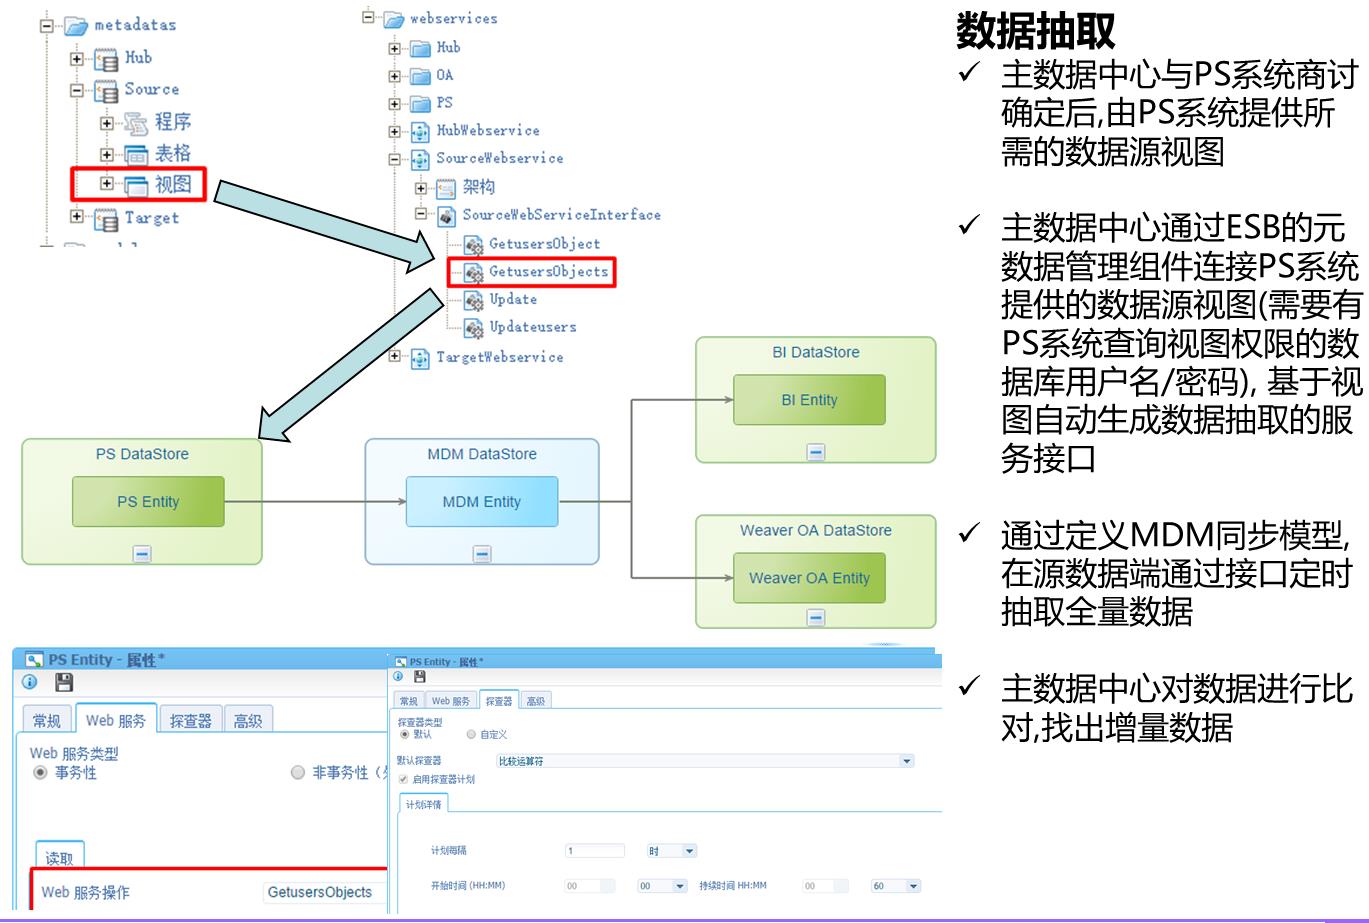 metadatas
Hub
Source
程序
表格
视图
Target
webservices
Hub
OA
PS
HubWebservice
SourceWebservice
架构
SourceWebServiceInterface
GetusersObject
GetusersObjects
Update
Updateusers
TargetWebservice
PS DataStore
PS Entity
MDM DataStore
MDM Entity
BI DataStore
BI Entity
Weaver OA DataStore
Weaver OA Entity
PS Entity - 属性*
常规 Web 服务 探查器 高级
Web 服务类型
事务性 非事务性
读取
Web 服务操作 GetusersObjects
PS Entity - 属性*
常规 Web 服务 探查器 高级
探查器类型
默认 自定义
默认探查器 比较运算符
启用探查器计划
计划详情
计划每隔 1 时
开始时间 (HH:MM) 00 00 持续时间 HH:MM 00 60
数据抽取
✓ 主数据中心与PS系统商讨
确定后,由PS系统提供所
需的数据源视图
✓ 主数据中心通过ESB的元
数据管理组件连接PS系统
提供的数据源视图(需要有
PS系统查询视图权限的数
据库用户名/密码), 基于视
图自动生成数据抽取的服
务接口
✓ 通过定义MDM同步模型,
在源数据端通过接口定时
抽取全量数据
✓ 主数据中心对数据进行比
对,找出增量数据